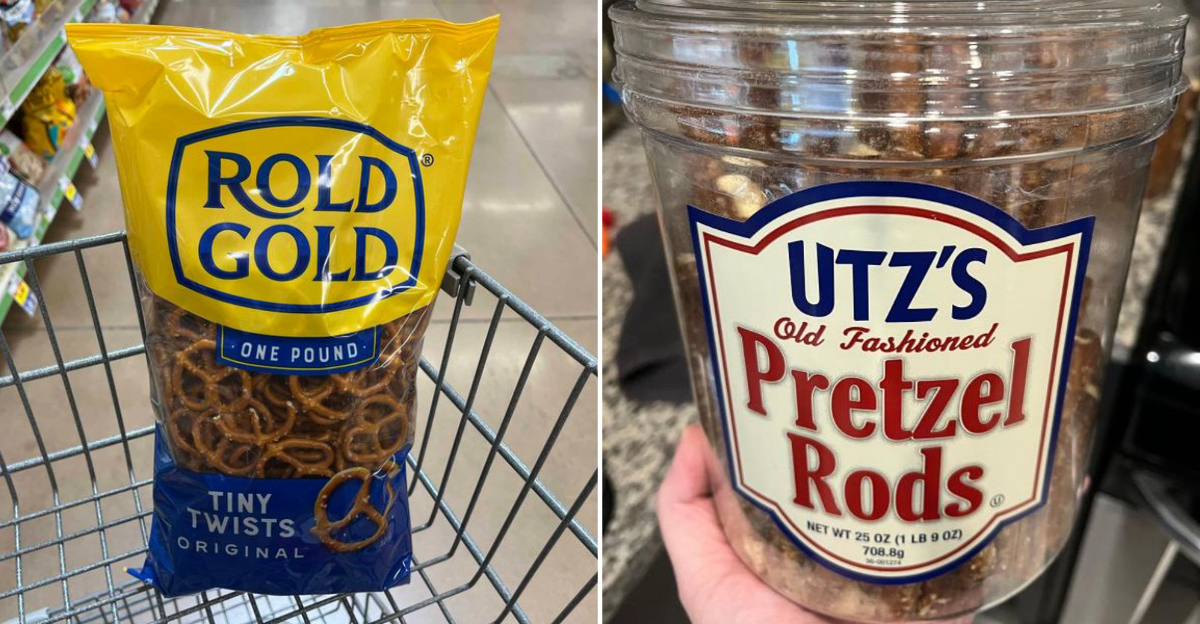 ROLD
GOLD®
ONE POUND
TINY
TWISTS
ORIGINAL
UTZ'S
Old Fashioned
Pretzel
Rods
NET WT 25 OZ (1 LB 9 OZ)
708.8g